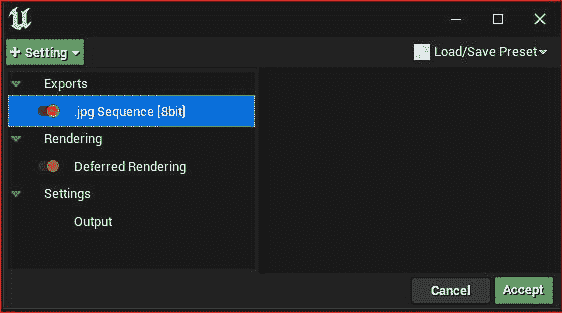 + Setting
Load/Save Preset
Exports
.jpg Sequence [8bit]
Rendering
Deferred Rendering
Settings
Output
Cancel
Accept